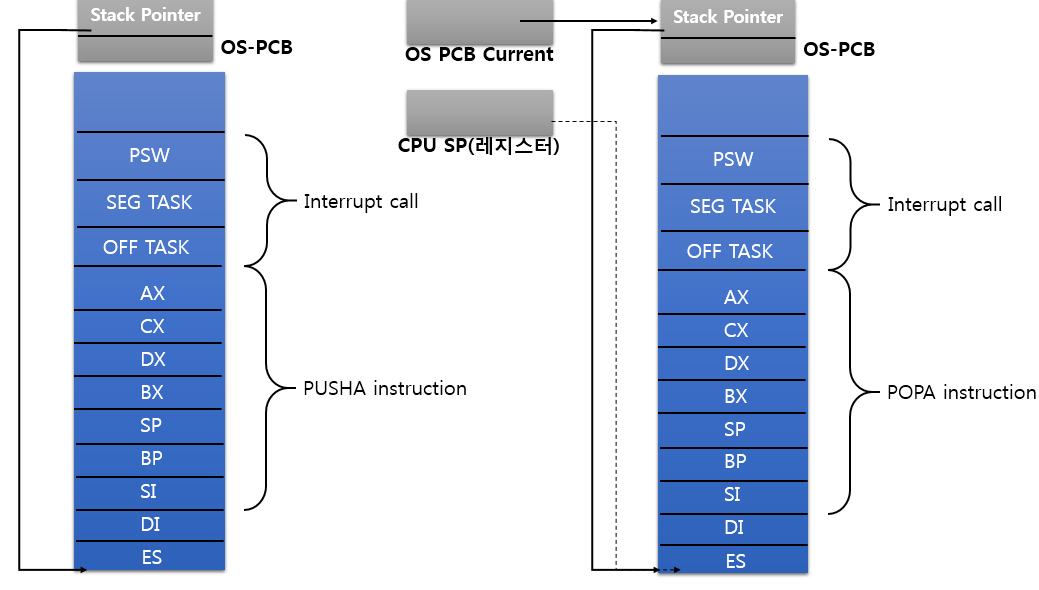 Stack Pointer
OS-PCB
PSW
SEG TASK
OFF TASK
AX
CX
DX
BX
SP
BP
SI
DI
ES
Interrupt call
PUSHA instruction
OS PCB Current
CPU SP(레지스터)
Stack Pointer
OS-PCB
PSW
SEG TASK
OFF TASK
AX
CX
DX
BX
SP
BP
SI
DI
ES
Interrupt call
POPA instruction